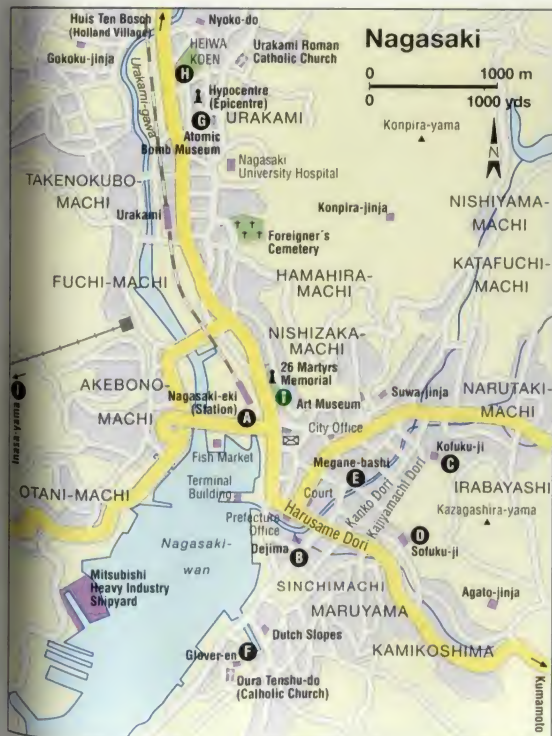 Nagasaki
0 1000 m
0 1000 yds
N
Huis Ten Bosch
(Holland Village)
Nyoko-do
Gokoku-jinja
HEIWA
KOEN
Urakami Roman
Catholic Church
H
Urakami-gawa
Hypocentre
(Epicentre)
G
URAKAMI
Atomic
Bomb Museum
Konpira-yama
Nagasaki
University Hospital
TAKENOKUBO-
MACHI
Urakami
Konpira-jinja
NISHIYAMA-
MACHI
Foreigner's
Cemetery
KATAFUCHI-
MACHI
FUCHI-MACHI
HAMAHIRA-
MACHI
NISHIZAKA-
MACHI
26 Martyrs
Memorial
I
Inasa-yama
AKEBONO-
MACHI
Nagasaki-eki
(Station)
A
i
Art Museum
Suwa-jinja
NARUTAKI-
MACHI
City Office
Fish Market
Megane-bashi
E
Kofuku-ji
C
OTANI-MACHI
Terminal
Building
Court
Kanko Dori
Kajiyamachi Dori
IRABAYASHI
Kazagashira-yama
Prefecture
Office
Harusame Dori
Nagasaki-
wan
Dejima
B
D
Sofuku-ji
Mitsubishi
Heavy Industry
Shipyard
SINCHIMACHI
MARUYAMA
Agato-jinja
Dutch Slopes
KAMIKOSHIMA
Glover-en
F
Oura Tenshu-do
(Catholic Church)
Kumamoto